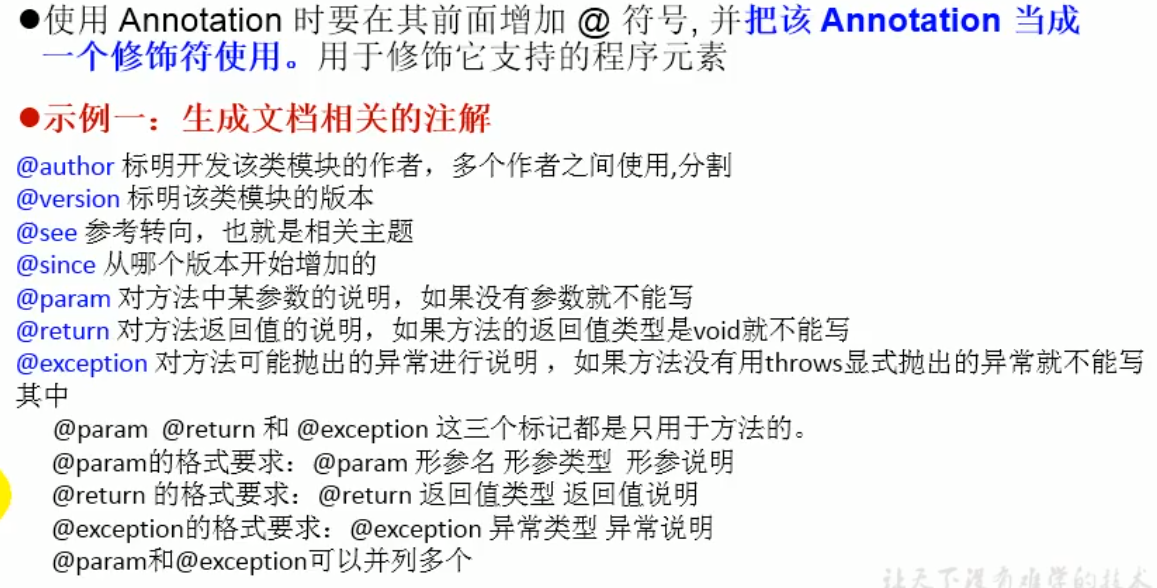 ●使用 Annotation 时要在其前面增加 @ 符号, 并把该 Annotation 当成
一个修饰符使用。用于修饰它支持的程序元素
●示例一：生成文档相关的注解
@author 标明开发该类模块的作者，多个作者之间使用,分割
@version 标明该类模块的版本
@see 参考转向，也就是相关主题
@since 从哪个版本开始增加的
@param 对方法中某参数的说明，如果没有参数就不能写
@return 对方法返回值的说明，如果方法的返回值类型是void就不能写
@exception 对方法可能抛出的异常进行说明 ，如果方法没有用throws显式抛出的异常就不能写
其中
@param @return 和 @exception 这三个标记都是只用于方法的。
@param的格式要求：@param 形参名 形参类型 形参说明
@return 的格式要求：@return 返回值类型 返回值说明
@exception的格式要求：@exception 异常类型 异常说明
@param和@exception可以并列多个
让天下没有难学的技术